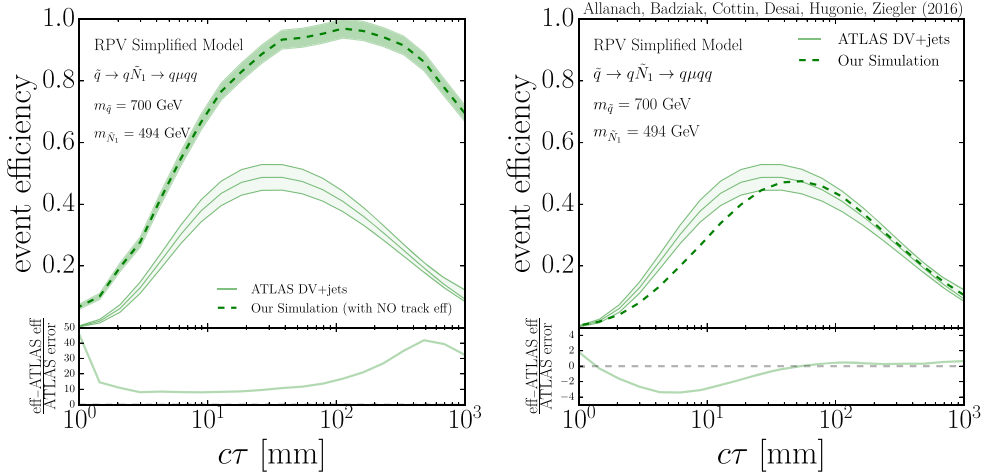 Allanach, Badziak, Cottin, Desai, Hugonie, Ziegler (2016)
event efficiency
1.0
0.8
0.6
0.4
0.2
RPV Simplified Model
q̃ → qÑ₁ → qμqq
m_q̃ = 700 GeV
m_Ñ₁ = 494 GeV
ATLAS DV+jets
Our Simulation (with NO track eff)
eff−ATLAS eff
ATLAS error
50
40
30
20
10
0
10⁰ 10¹ 10² 10³
cτ [mm]
event efficiency
1.0
0.8
0.6
0.4
0.2
RPV Simplified Model
q̃ → qÑ₁ → qμqq
m_q̃ = 700 GeV
m_Ñ₁ = 494 GeV
ATLAS DV+jets
Our Simulation
eff−ATLAS eff
ATLAS error
4
2
0
−2
−4
10⁰ 10¹ 10² 10³
cτ [mm]